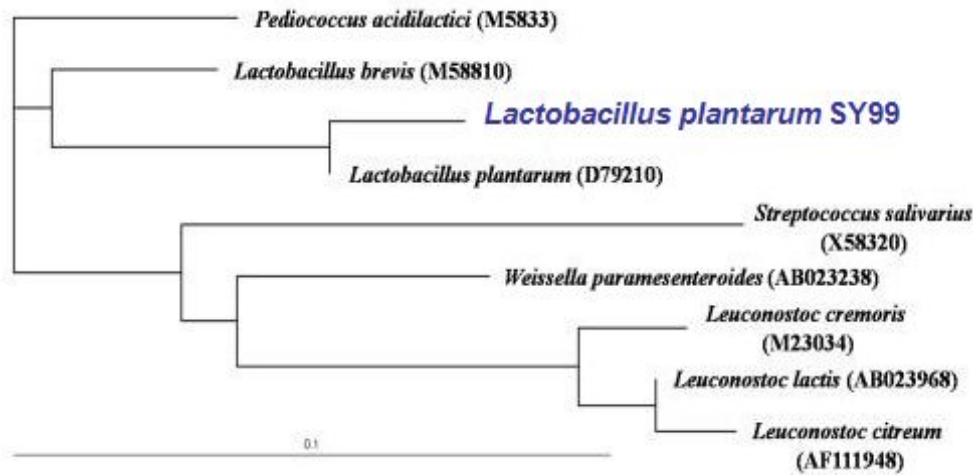 Pediococcus acidilactici (M5833)
Lactobacillus brevis (M58810)
Lactobacillus plantarum SY99
Lactobacillus plantarum (D79210)
Streptococcus salivarius
(X58320)
Weissella paramesenteroides (AB023238)
Leuconostoc cremoris
(M23034)
Leuconostoc lactis (AB023968)
Leuconostoc citreum
(AF111948)
0.1